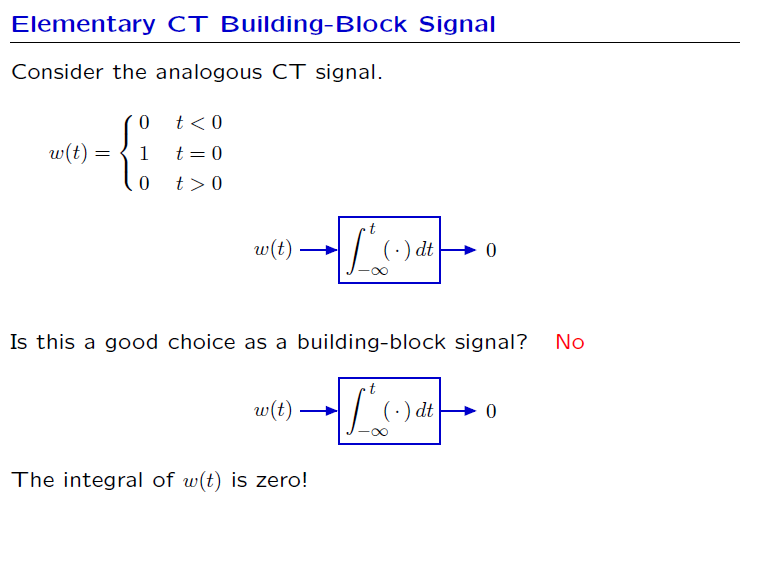 Elementary CT Building-Block Signal
Consider the analogous CT signal.
0 t < 0
w(t) = { 1 t = 0
0 t > 0
w(t) → ∫_{−∞}^{t} ( · ) dt → 0
Is this a good choice as a building-block signal? No
w(t) → ∫_{−∞}^{t} ( · ) dt → 0
The integral of w(t) is zero!